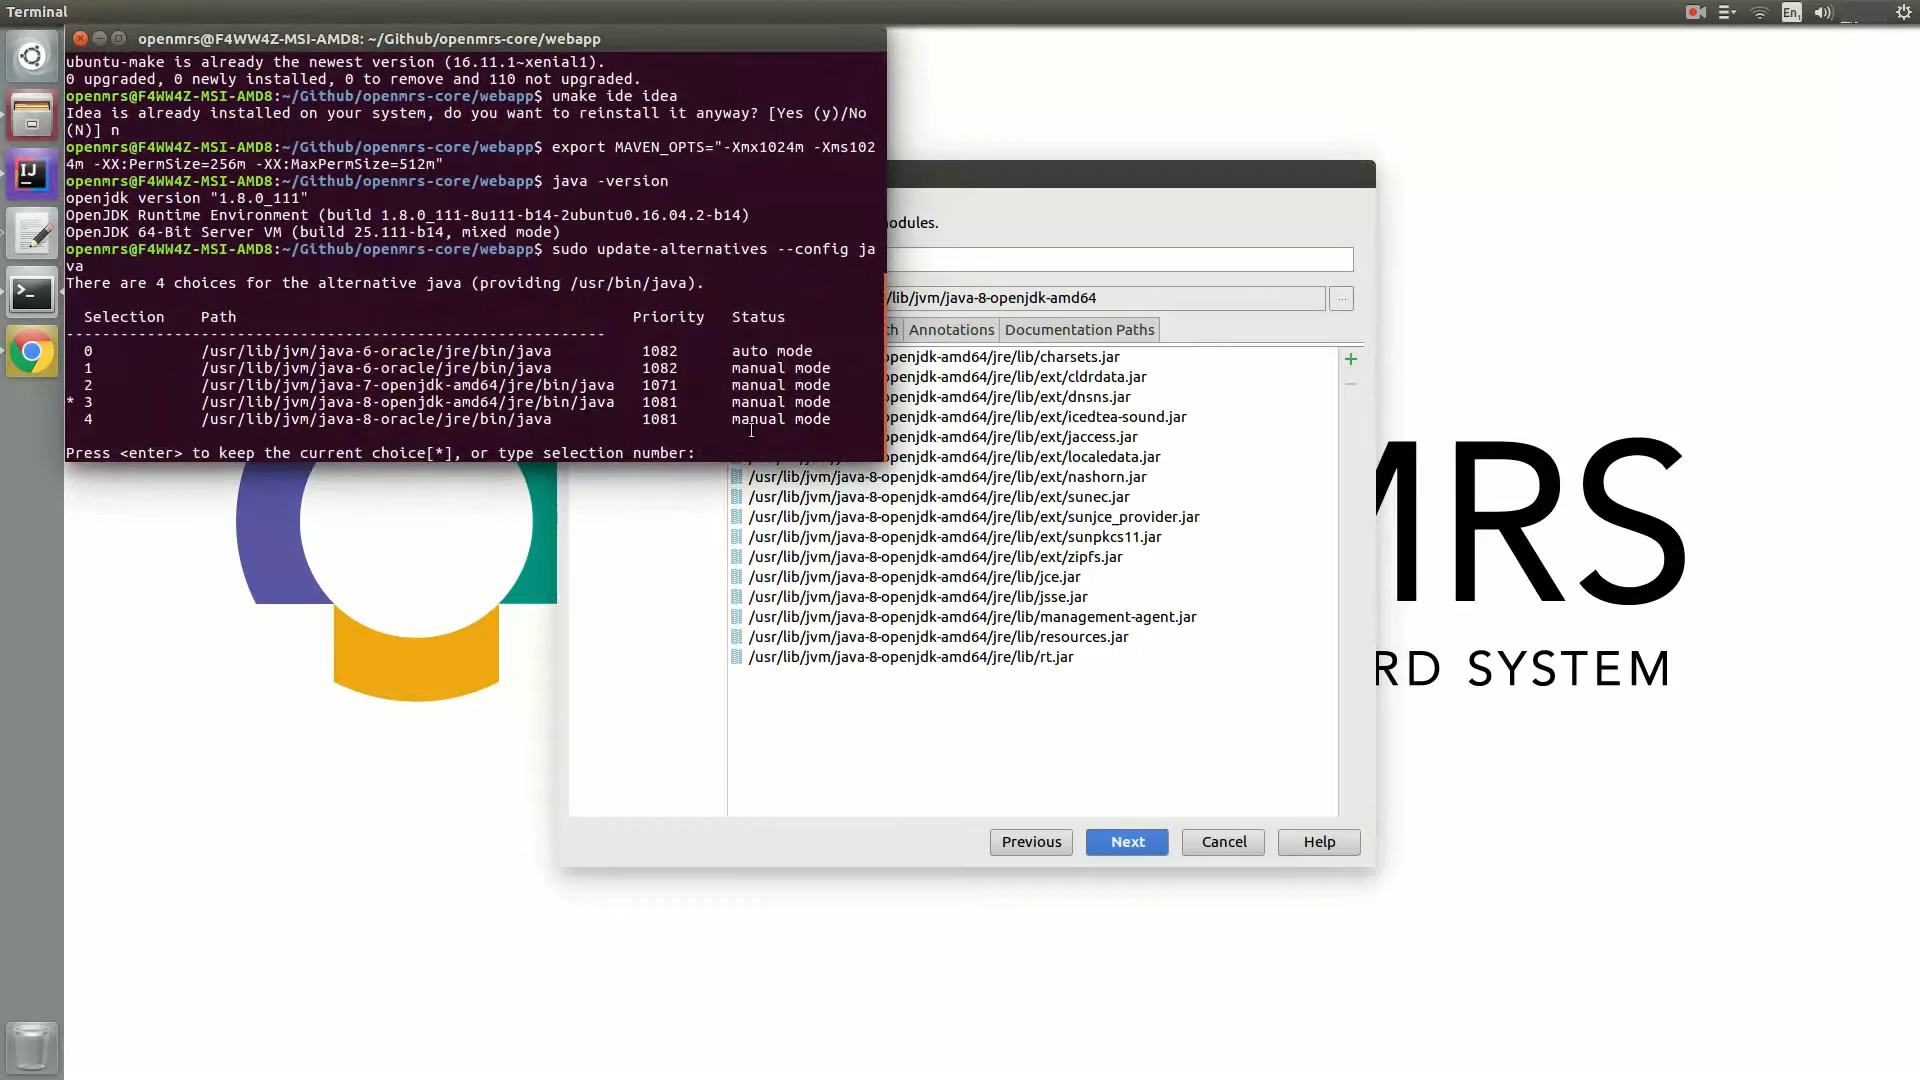 Terminal
En
openmrs@F4WW4Z-MSI-AMD8: ~/Github/openmrs-core/webapp
ubuntu-make is already the newest version (16.11.1~xenial1).
0 upgraded, 0 newly installed, 0 to remove and 110 not upgraded.
openmrs@F4WW4Z-MSI-AMD8:~/Github/openmrs-core/webapp$ umake ide idea
Idea is already installed on your system, do you want to reinstall it anyway? [Yes (y)/No
(N)] n
openmrs@F4WW4Z-MSI-AMD8:~/Github/openmrs-core/webapp$ export MAVEN_OPTS="-Xmx1024m -Xms102
4m -XX:PermSize=256m -XX:MaxPermSize=512m"
openmrs@F4WW4Z-MSI-AMD8:~/Github/openmrs-core/webapp$ java -version
openjdk version "1.8.0_111"
OpenJDK Runtime Environment (build 1.8.0_111-8u111-b14-2ubuntu0.16.04.2-b14)
OpenJDK 64-Bit Server VM (build 25.111-b14, mixed mode)
openmrs@F4WW4Z-MSI-AMD8:~/Github/openmrs-core/webapp$ sudo update-alternatives --config ja
va
There are 4 choices for the alternative java (providing /usr/bin/java).
Selection Path Priority Status
------------------------------------------------------------
0 /usr/lib/jvm/java-6-oracle/jre/bin/java 1082 auto mode
1 /usr/lib/jvm/java-6-oracle/jre/bin/java 1082 manual mode
2 /usr/lib/jvm/java-7-openjdk-amd64/jre/bin/java 1071 manual mode
* 3 /usr/lib/jvm/java-8-openjdk-amd64/jre/bin/java 1081 manual mode
4 /usr/lib/jvm/java-8-oracle/jre/bin/java 1081 manual mode
Press <enter> to keep the current choice[*], or type selection number:
IJ
odules.
/lib/jvm/java-8-openjdk-amd64
...
th Annotations Documentation Paths
openjdk-amd64/jre/lib/charsets.jar
openjdk-amd64/jre/lib/ext/cldrdata.jar
openjdk-amd64/jre/lib/ext/dnsns.jar
openjdk-amd64/jre/lib/ext/icedtea-sound.jar
openjdk-amd64/jre/lib/ext/jaccess.jar
openjdk-amd64/jre/lib/ext/localedata.jar
/usr/lib/jvm/java-8-openjdk-amd64/jre/lib/ext/nashorn.jar
/usr/lib/jvm/java-8-openjdk-amd64/jre/lib/ext/sunec.jar
/usr/lib/jvm/java-8-openjdk-amd64/jre/lib/ext/sunjce_provider.jar
/usr/lib/jvm/java-8-openjdk-amd64/jre/lib/ext/sunpkcs11.jar
/usr/lib/jvm/java-8-openjdk-amd64/jre/lib/ext/zipfs.jar
/usr/lib/jvm/java-8-openjdk-amd64/jre/lib/jce.jar
/usr/lib/jvm/java-8-openjdk-amd64/jre/lib/jsse.jar
/usr/lib/jvm/java-8-openjdk-amd64/jre/lib/management-agent.jar
/usr/lib/jvm/java-8-openjdk-amd64/jre/lib/resources.jar
/usr/lib/jvm/java-8-openjdk-amd64/jre/lib/rt.jar
Previous Next Cancel Help
MRS
RD SYSTEM